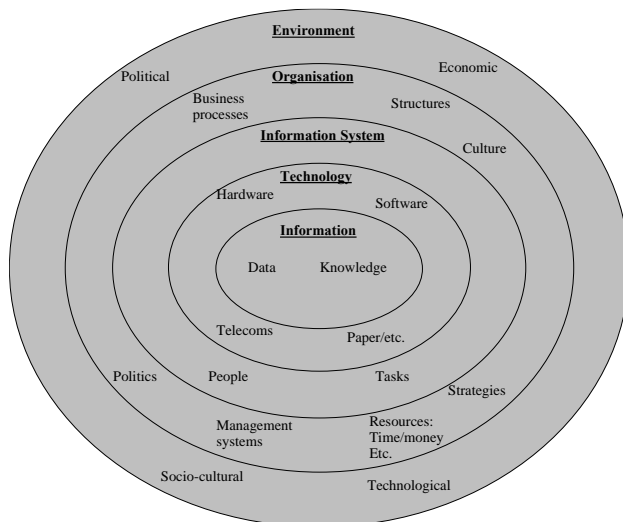 Environment
Political
Economic
Organisation
Business
processes
Structures
Information System
Culture
Technology
Hardware
Software
Information
Data
Knowledge
Telecoms
Paper/etc.
Politics
People
Tasks
Strategies
Management
systems
Resources:
Time/money
Etc.
Socio-cultural
Technological